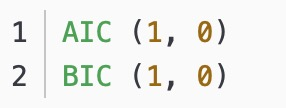 1 AIC (1, 0)
2 BIC (1, 0)